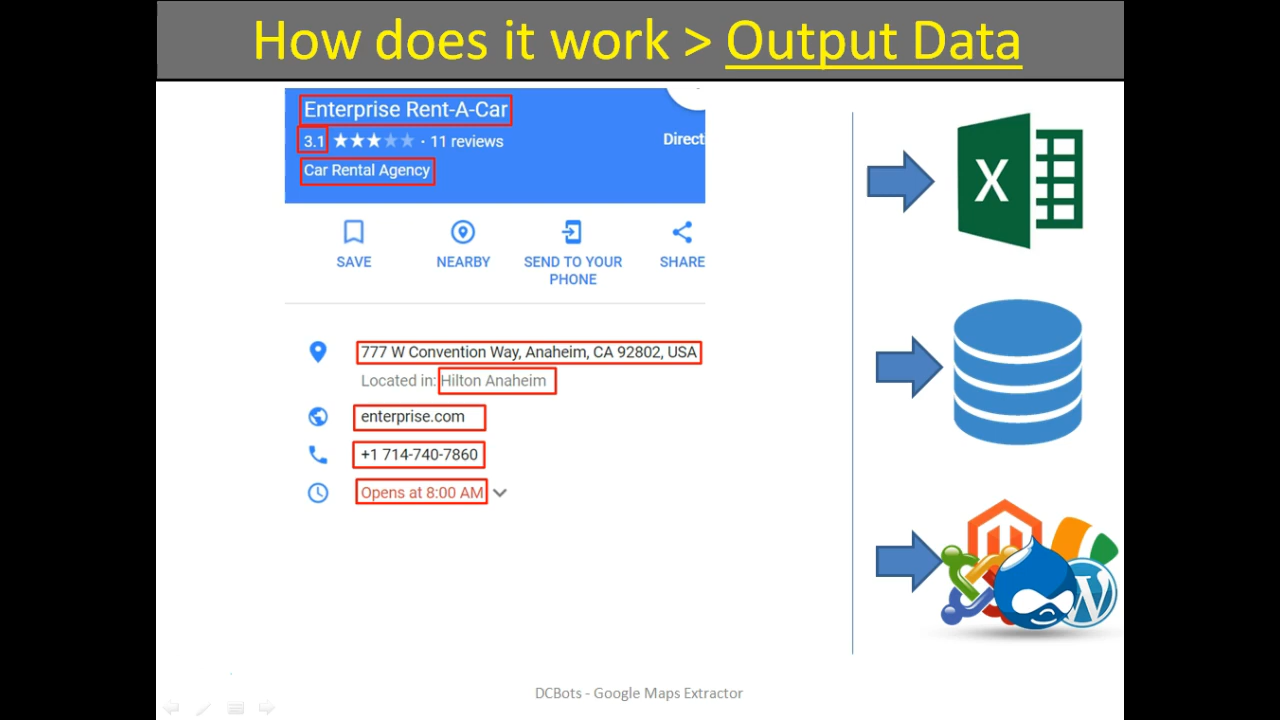 How does it work > Output Data
Enterprise Rent-A-Car
3.1 · 11 reviews
Direct
Car Rental Agency
SAVE
NEARBY
SEND TO YOUR
PHONE
SHARE
777 W Convention Way, Anaheim, CA 92802, USA
Located in: Hilton Anaheim
enterprise.com
+1 714-740-7860
Opens at 8:00 AM
X
W
DCBots - Google Maps Extractor